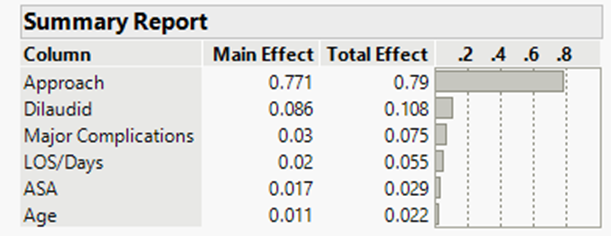 Summary Report
Column Main Effect Total Effect .2 .4 .6 .8
Approach 0.771 0.79
Dilaudid 0.086 0.108
Major Complications 0.03 0.075
LOS/Days 0.02 0.055
ASA 0.017 0.029
Age 0.011 0.022